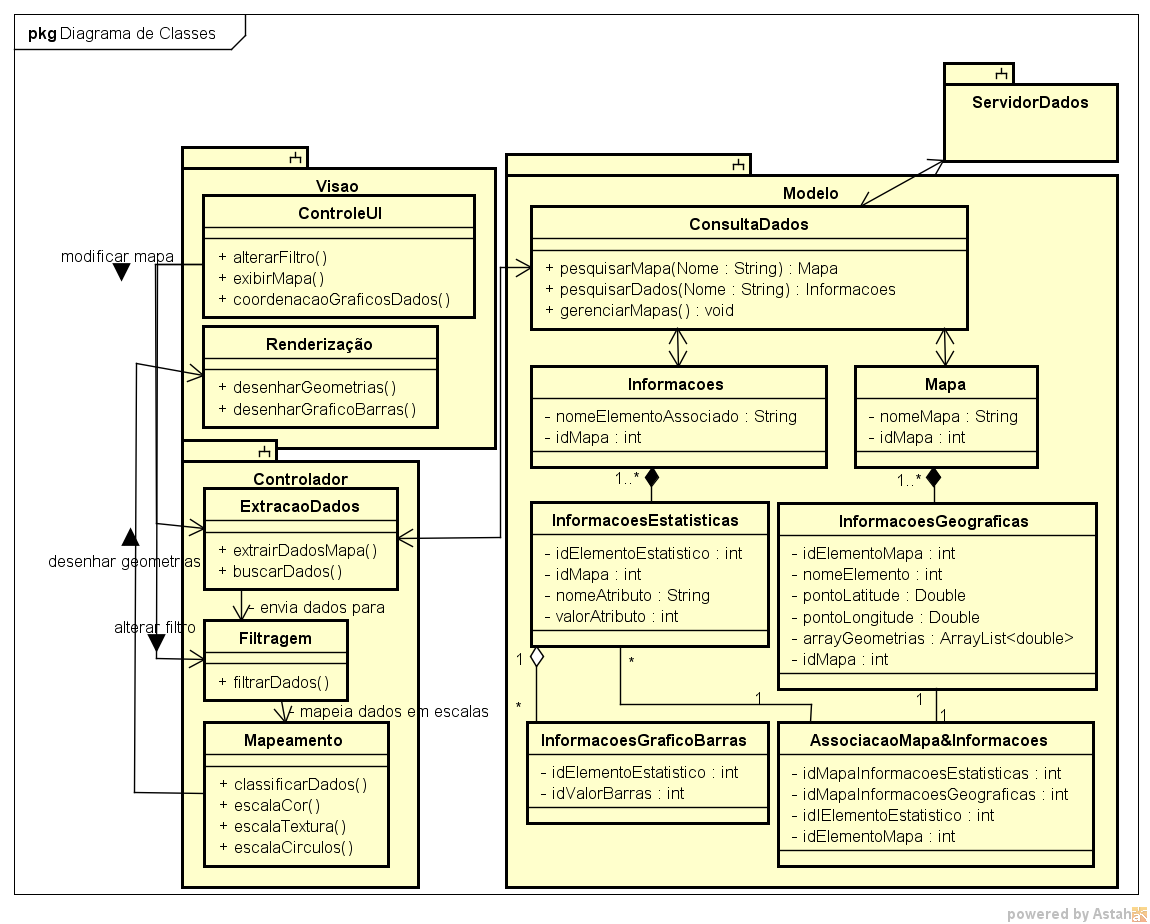 pkg Diagrama de Classes
ServidorDados
Visao
ControleUI
+ alterarFiltro()
+ exibirMapa()
+ coordenacaoGraficosDados()
modificar mapa
Renderização
+ desenharGeometrias()
+ desenharGraficoBarras()
Controlador
ExtracaoDados
+ extrairDadosMapa()
+ buscarDados()
desenhar geometrias
- envia dados para
alterar filtro
Filtragem
+ filtrarDados()
- mapeia dados em escalas
Mapeamento
+ classificarDados()
+ escalaCor()
+ escalaTextura()
+ escalaCirculos()
Modelo
ConsultaDados
+ pesquisarMapa(Nome : String) : Mapa
+ pesquisarDados(Nome : String) : Informacoes
+ gerenciarMapas() : void
Informacoes
- nomeElementoAssociado : String
- idMapa : int
Mapa
- nomeMapa : String
- idMapa : int
1..*
1..*
InformacoesEstatisticas
- idElementoEstatistico : int
- idMapa : int
- nomeAtributo : String
- valorAtributo : int
InformacoesGeograficas
- idElementoMapa : int
- nomeElemento : int
- pontoLatitude : Double
- pontoLongitude : Double
- arrayGeometrias : ArrayList<double>
- idMapa : int
1
*
*
1
1
1
InformacoesGraficoBarras
- idElementoEstatistico : int
- idValorBarras : int
AssociacaoMapa&Informacoes
- idMapaInformacoesEstatisticas : int
- idMapaInformacoesGeograficas : int
- idIElementoEstatistico : int
- idElementoMapa : int
powered by Astah